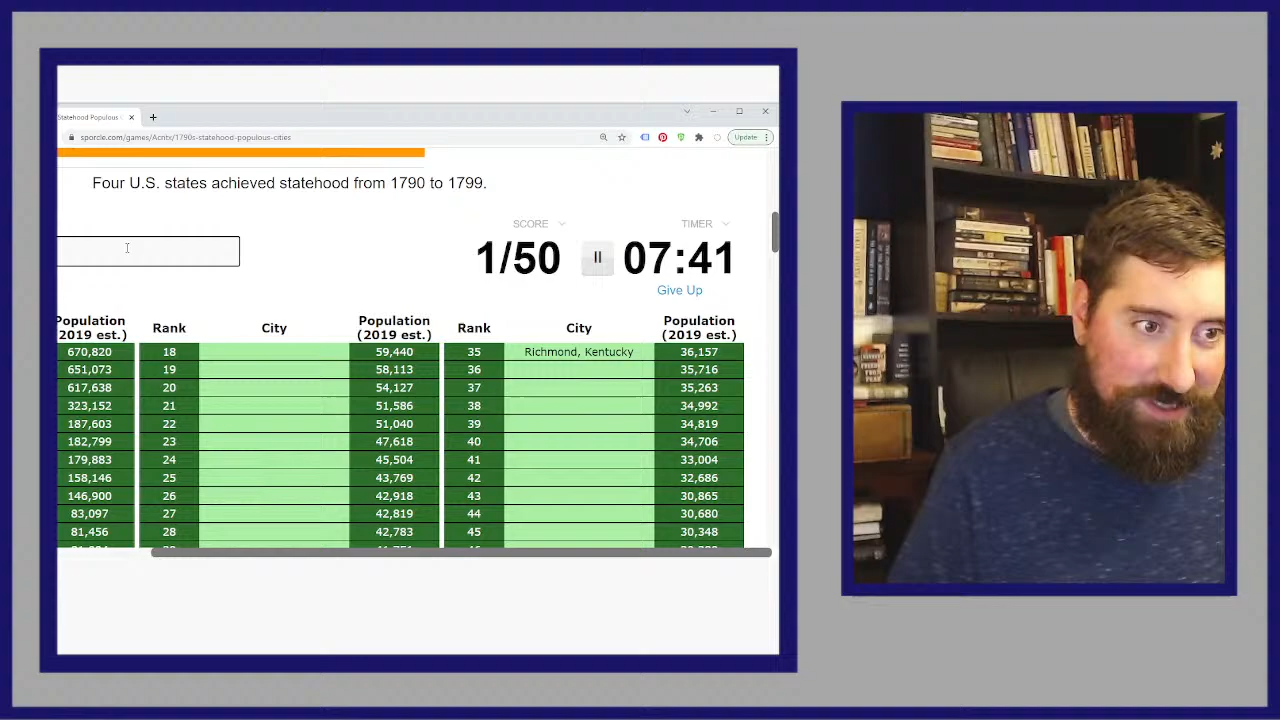 Statehood Populous
sporcle.com/games/Acntx/1790s-statehood-populous-cities
Update
Four U.S. states achieved statehood from 1790 to 1799.
SCORE
TIMER
1/50
07:41
Give Up
Population (2019 est.) Rank City Population (2019 est.) Rank City Population (2019 est.)
670,820 18 59,440 35 Richmond, Kentucky 36,157
651,073 19 58,113 36 35,716
617,638 20 54,127 37 35,263
323,152 21 51,586 38 34,992
187,603 22 51,040 39 34,819
182,799 23 47,618 40 34,706
179,883 24 45,504 41 33,004
158,146 25 43,769 42 32,686
146,900 26 42,918 43 30,865
83,097 27 42,819 44 30,680
81,456 28 42,783 45 30,348